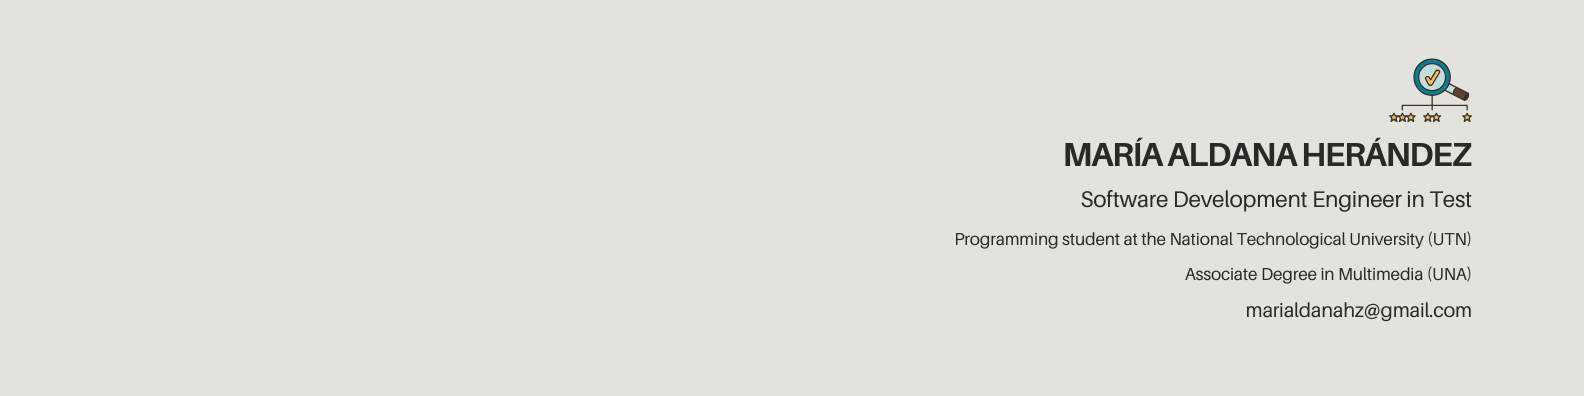 MARÍA ALDANA HERÁNDEZ
Software Development Engineer in Test
Programming student at the National Technological University (UTN)
Associate Degree in Multimedia (UNA)
marialdanahz@gmail.com